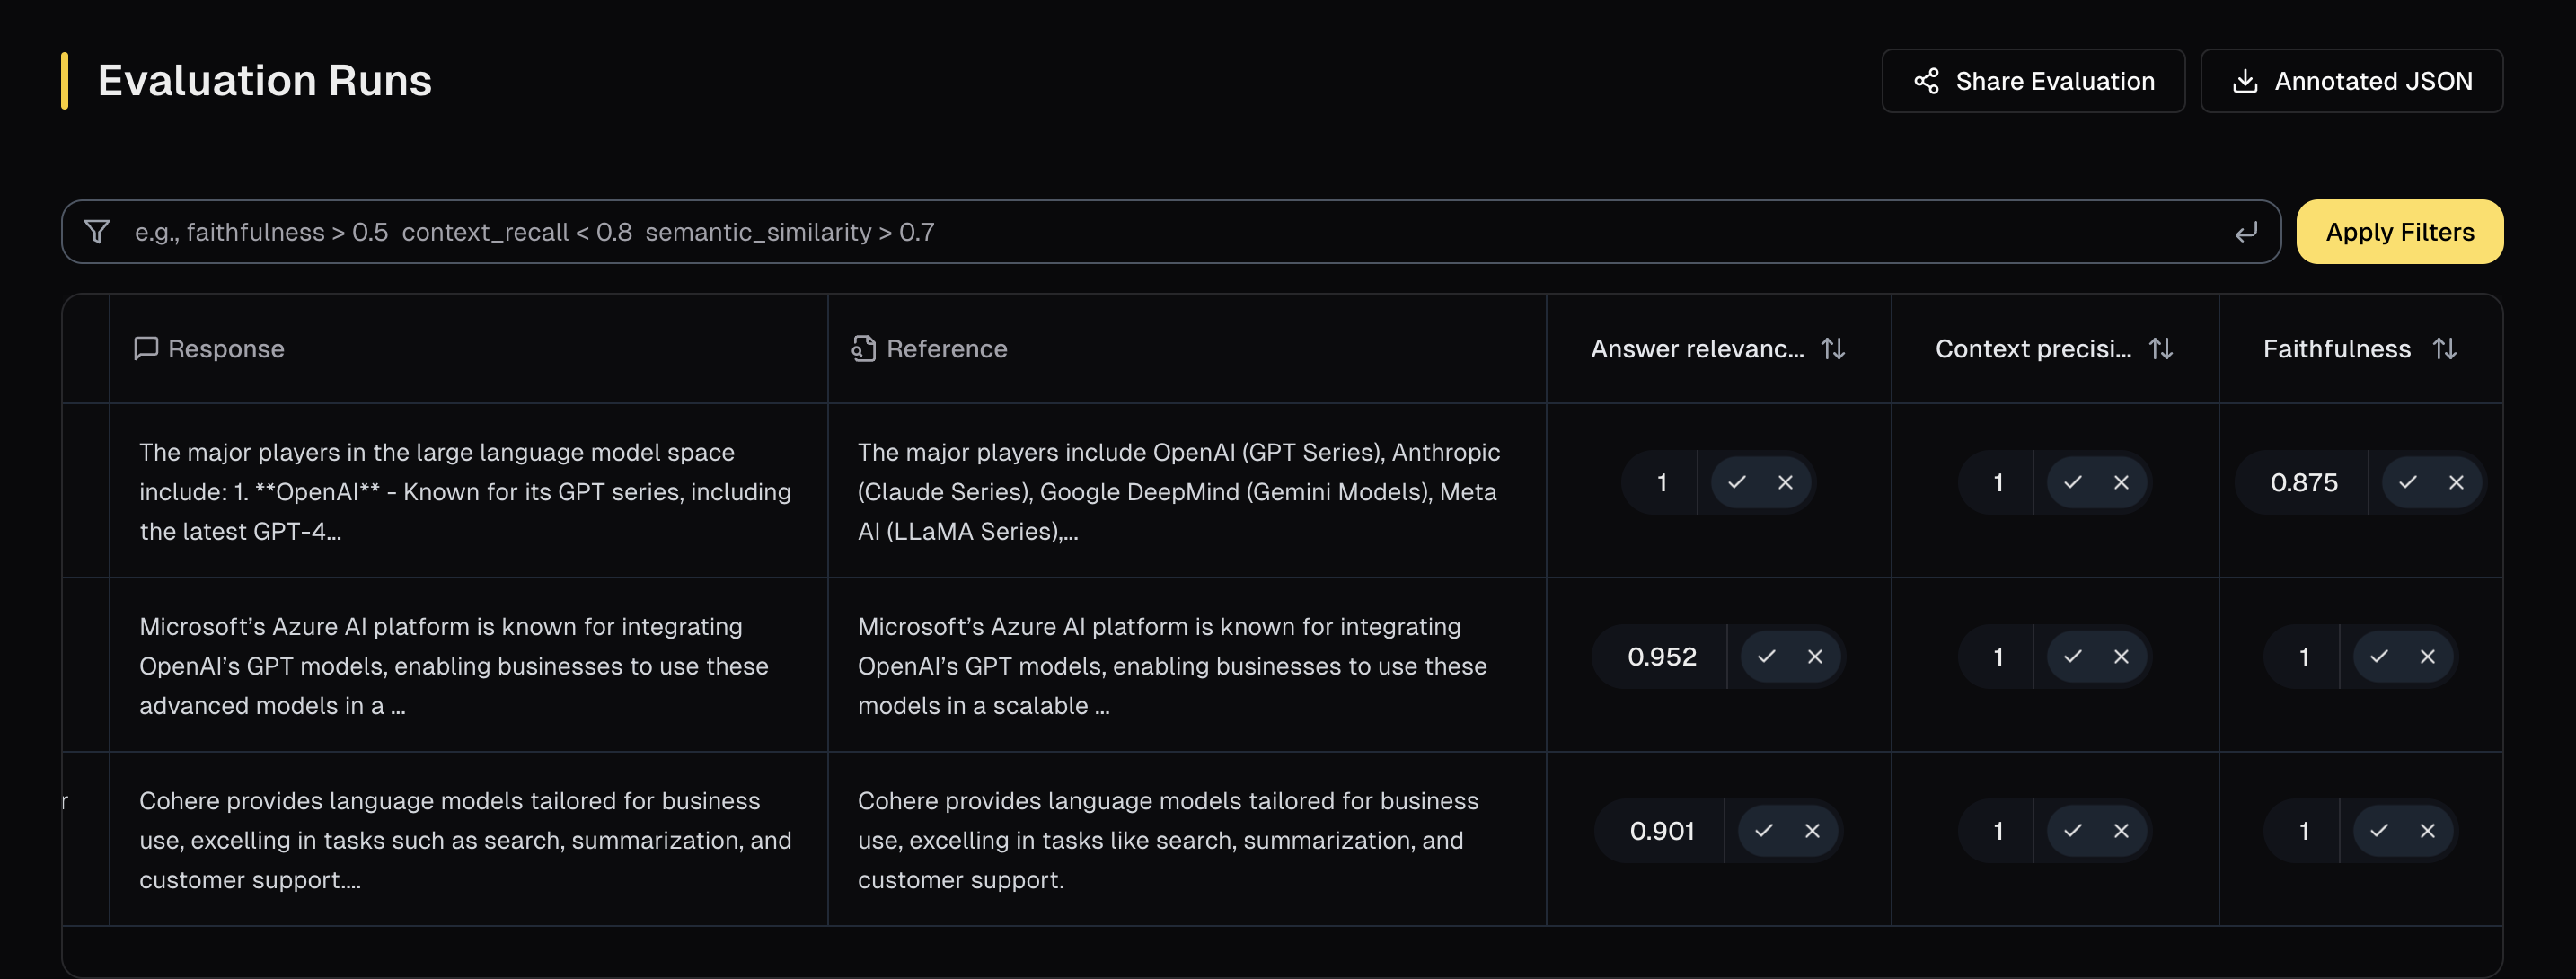 Evaluation Runs
Share Evaluation
Annotated JSON
e.g., faithfulness > 0.5  context_recall < 0.8  semantic_similarity > 0.7
Apply Filters
Response
Reference
Answer relevanc...
Context precisi...
Faithfulness
The major players in the large language model space
include: 1. **OpenAI** - Known for its GPT series, including
the latest GPT-4...
The major players include OpenAI (GPT Series), Anthropic
(Claude Series), Google DeepMind (Gemini Models), Meta
AI (LLaMA Series),...
1
1
0.875
Microsoft’s Azure AI platform is known for integrating
OpenAI’s GPT models, enabling businesses to use these
advanced models in a ...
Microsoft’s Azure AI platform is known for integrating
OpenAI’s GPT models, enabling businesses to use these
models in a scalable ...
0.952
1
1
r
Cohere provides language models tailored for business
use, excelling in tasks such as search, summarization, and
customer support....
Cohere provides language models tailored for business
use, excelling in tasks like search, summarization, and
customer support.
0.901
1
1